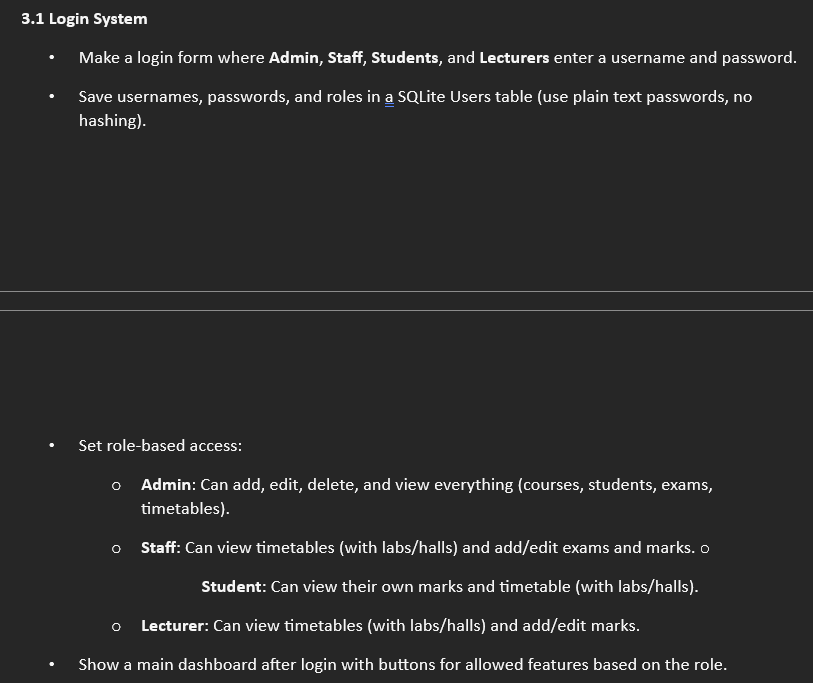 3.1 Login System
• Make a login form where Admin, Staff, Students, and Lecturers enter a username and password.
• Save usernames, passwords, and roles in a SQLite Users table (use plain text passwords, no
hashing).
• Set role-based access:
o Admin: Can add, edit, delete, and view everything (courses, students, exams,
timetables).
o Staff: Can view timetables (with labs/halls) and add/edit exams and marks. o
Student: Can view their own marks and timetable (with labs/halls).
o Lecturer: Can view timetables (with labs/halls) and add/edit marks.
• Show a main dashboard after login with buttons for allowed features based on the role.